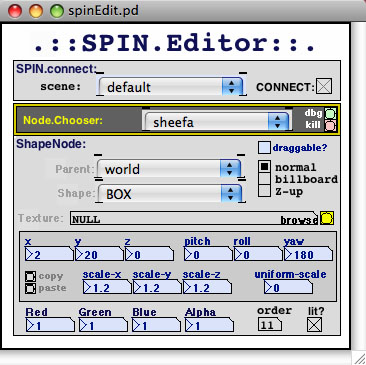 spinEdit.pd
.::SPIN.Editor::.
SPIN.connect:
scene: default CONNECT:
Node.Chooser: sheefa dbg
kill
ShapeNode: draggable?
Parent: world normal
billboard
Shape: BOX Z-up
Texture: NULL browse
x y z pitch roll yaw
2 20 0 0 0 180
copy scale-x scale-y scale-z uniform-scale
paste 1.2 1.2 1.2 0
Red Green Blue Alpha order lit?
1 1 1 1 11